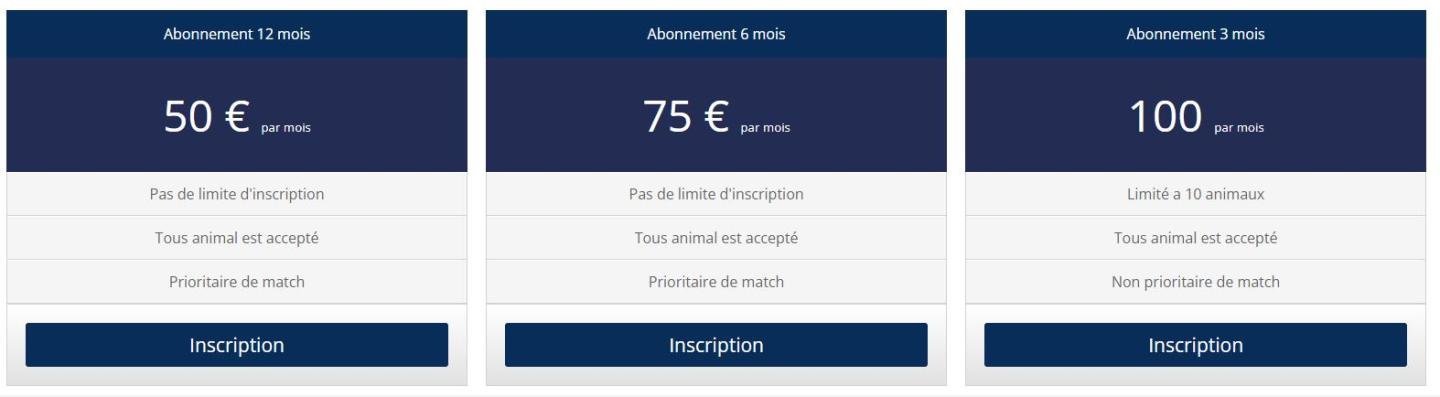 Abonnement 12 mois
50 € par mois
Pas de limite d'inscription
Tous animal est accepté
Prioritaire de match
Inscription
Abonnement 6 mois
75 € par mois
Pas de limite d'inscription
Tous animal est accepté
Prioritaire de match
Inscription
Abonnement 3 mois
100 par mois
Limité a 10 animaux
Tous animal est accepté
Non prioritaire de match
Inscription